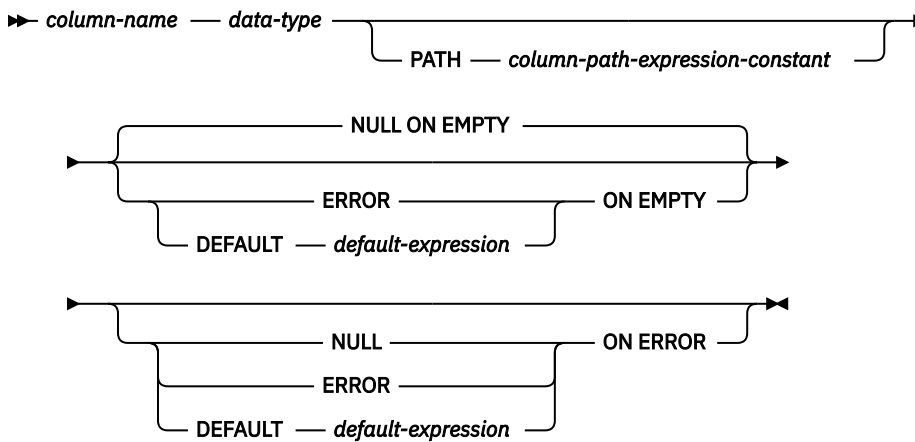 column-name data-type
PATH column-path-expression-constant
NULL ON EMPTY
ERROR ON EMPTY
DEFAULT default-expression
NULL ON ERROR
ERROR
DEFAULT default-expression